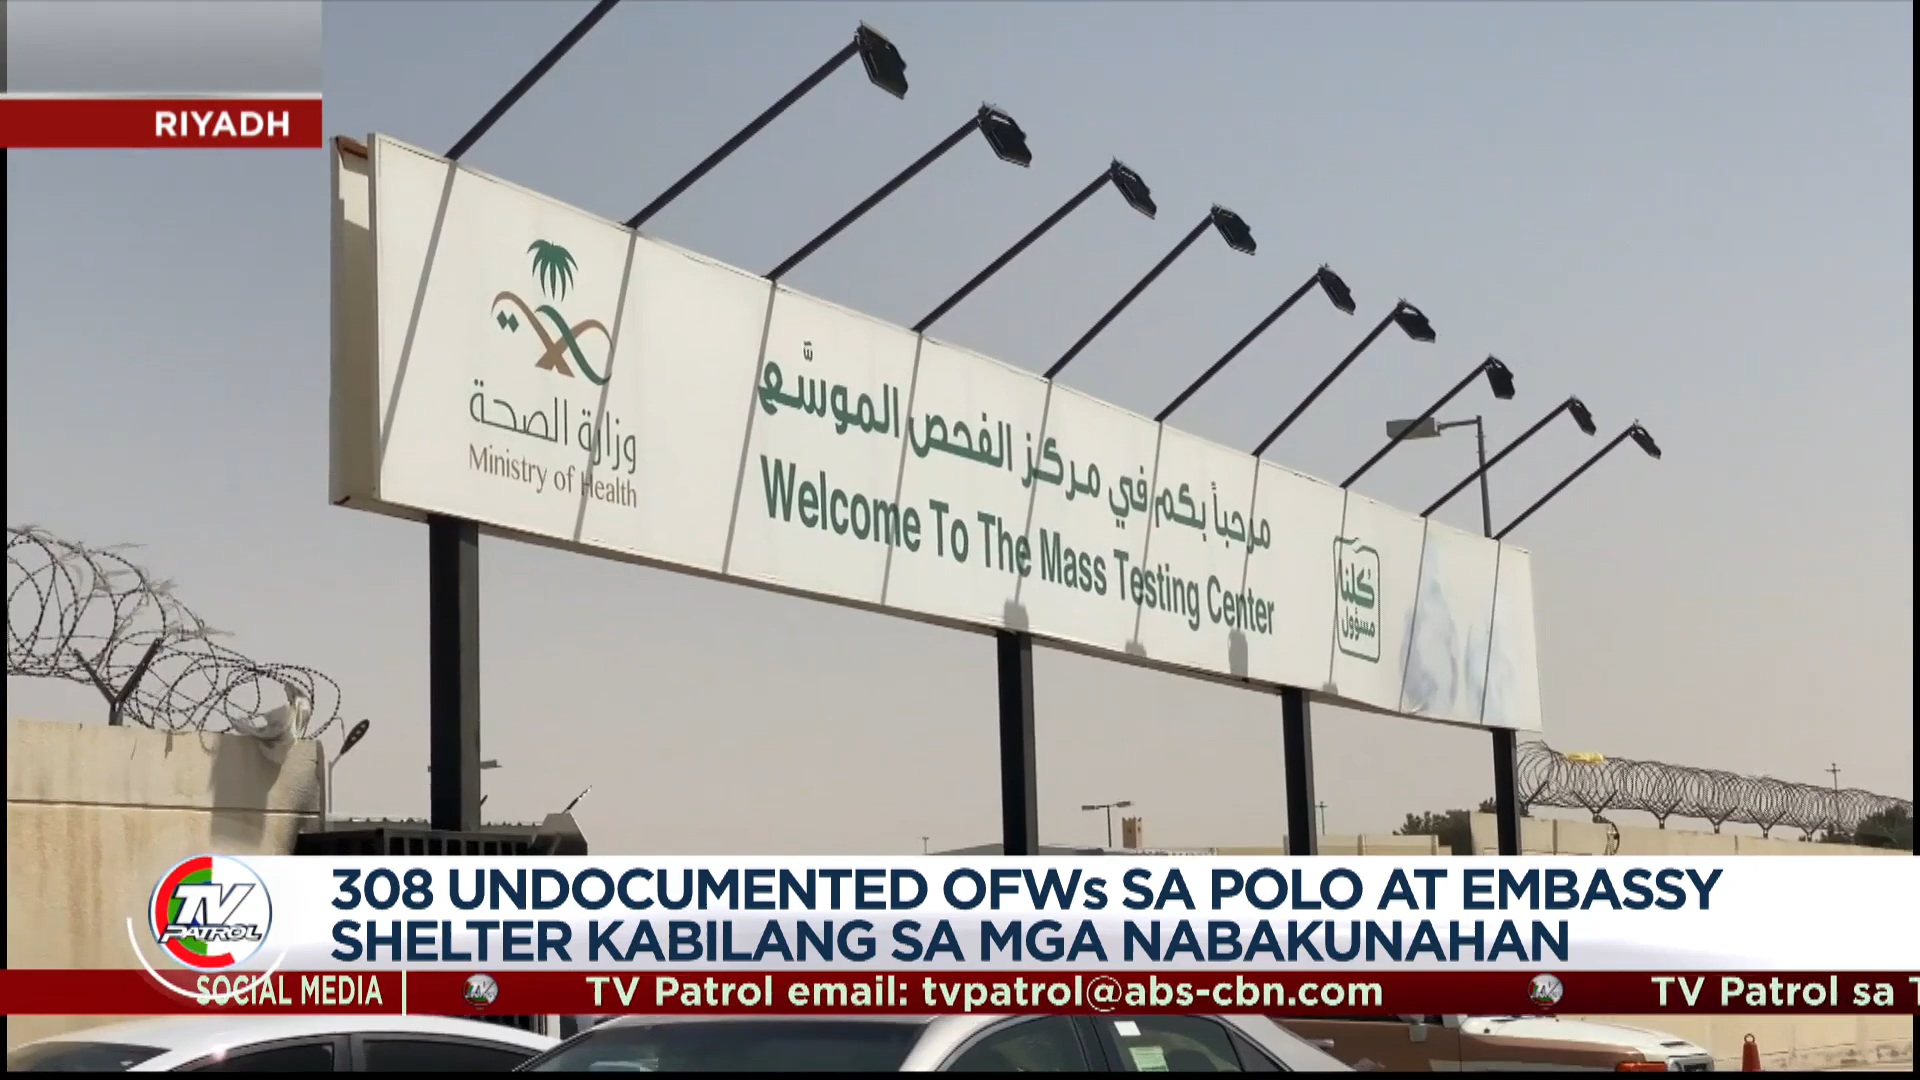 RIYADH
وزارة الصحة
Ministry of Health
مرحباً بكم في مركز الفحص الموسَّع
Welcome To The Mass Testing Center
كلنا
مسؤول
TV
PATROL
308 UNDOCUMENTED OFWs SA POLO AT EMBASSY
SHELTER KABILANG SA MGA NABAKUNAHAN
SOCIAL MEDIA
TV Patrol email: tvpatrol@abs-cbn.com
TV Patrol sa